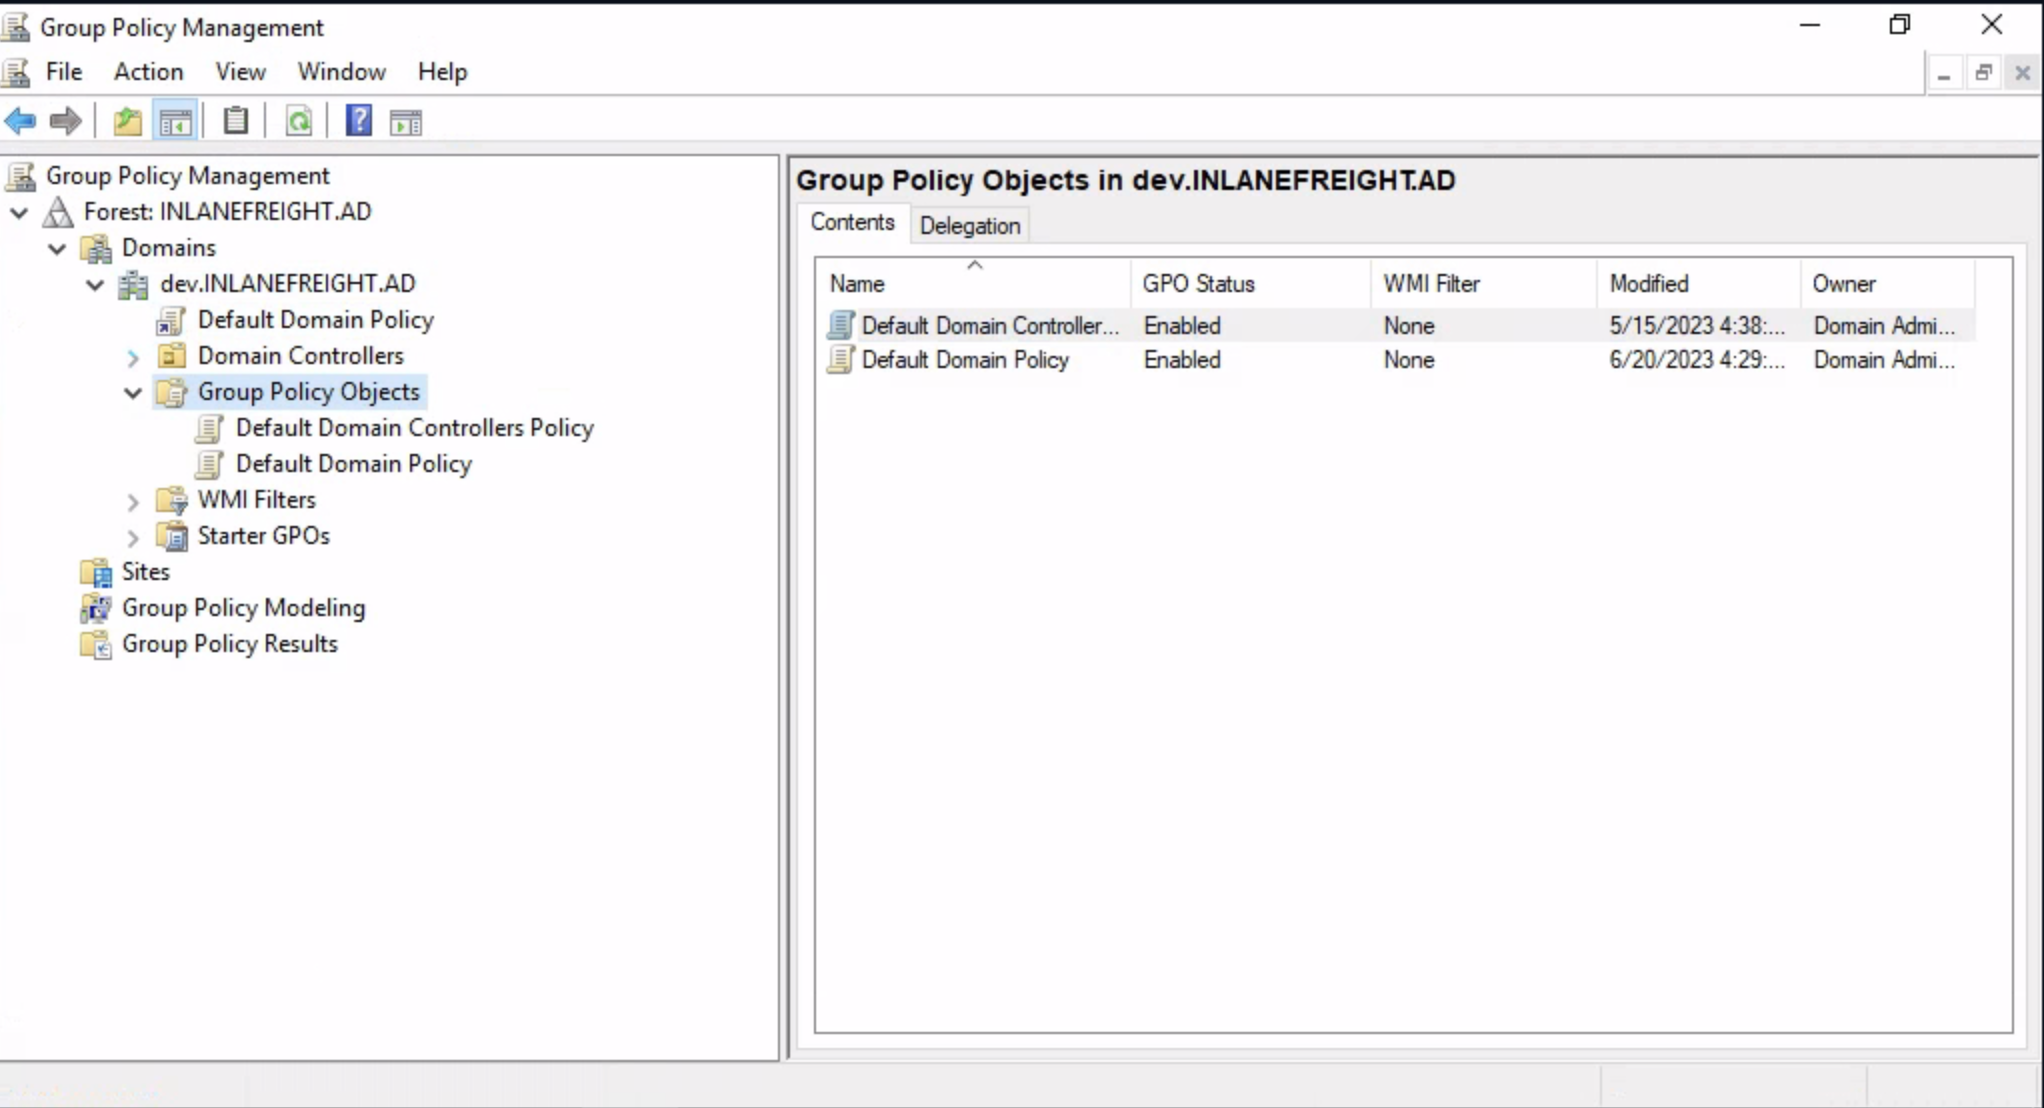 Group Policy Management
File Action View Window Help
Group Policy Management
Forest: INLANEFREIGHT.AD
Domains
dev.INLANEFREIGHT.AD
Default Domain Policy
Domain Controllers
Group Policy Objects
Default Domain Controllers Policy
Default Domain Policy
WMI Filters
Starter GPOs
Sites
Group Policy Modeling
Group Policy Results
Group Policy Objects in dev.INLANEFREIGHT.AD
Contents Delegation
Name GPO Status WMI Filter Modified Owner
Default Domain Controller... Enabled None 5/15/2023 4:38:... Domain Admi...
Default Domain Policy Enabled None 6/20/2023 4:29:... Domain Admi...